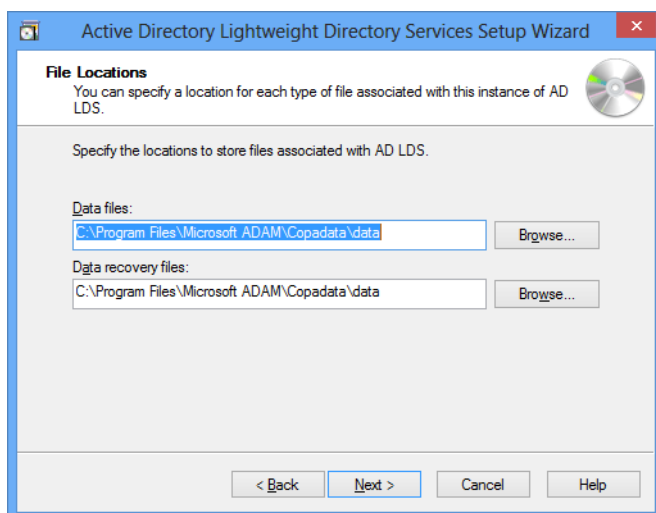 Active Directory Lightweight Directory Services Setup Wizard
File Locations
You can specify a location for each type of file associated with this instance of AD
LDS.
Specify the locations to store files associated with AD LDS.
Data files:
C:\Program Files\Microsoft ADAM\Copadata\data
Browse...
Data recovery files:
C:\Program Files\Microsoft ADAM\Copadata\data
Browse...
< Back
Next >
Cancel
Help